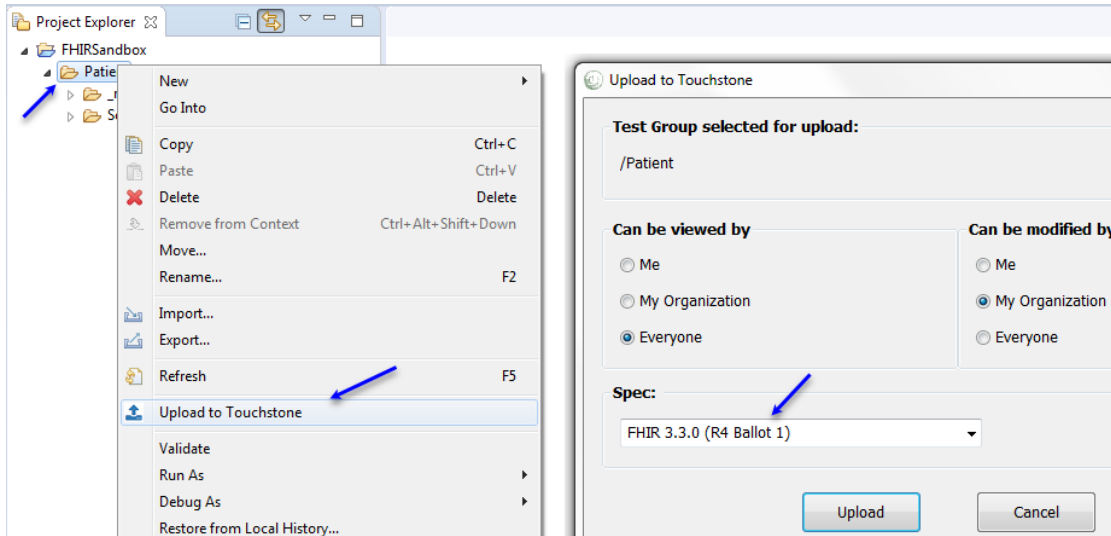 Project Explorer
FHIRSandbox
Patie
New
Go Into
Copy Ctrl+C
Paste Ctrl+V
Delete Delete
Remove from Context Ctrl+Alt+Shift+Down
Move...
Rename... F2
Import...
Export...
Refresh F5
Upload to Touchstone
Validate
Run As
Debug As
Restore from Local History...
Upload to Touchstone
Test Group selected for upload:
/Patient
Can be viewed by
Me
My Organization
Everyone
Can be modified by
Me
My Organization
Everyone
Spec:
FHIR 3.3.0 (R4 Ballot 1)
Upload Cancel